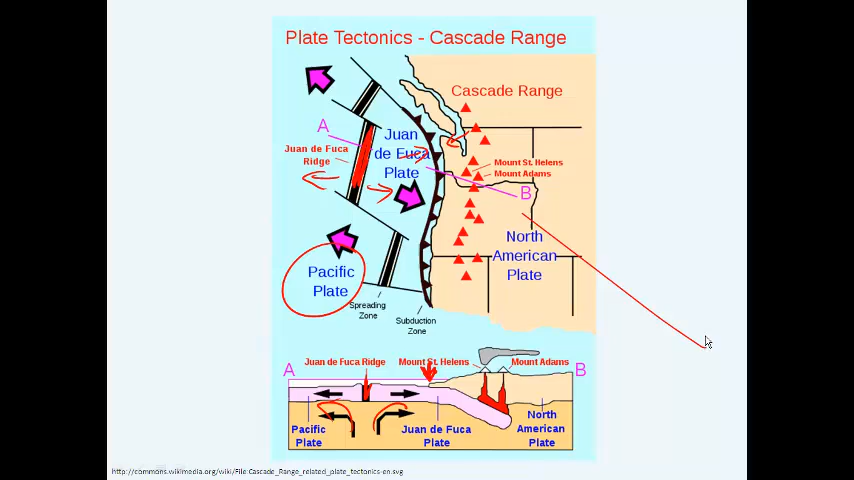 Plate Tectonics - Cascade Range
Cascade Range
A
Juan
de Fuca
Plate
Juan de Fuca
Ridge
Mount St. Helens
Mount Adams
B
North
American
Plate
Pacific
Plate
Spreading
Zone
Subduction
Zone
A
Juan de Fuca Ridge
Mount St. Helens
Mount Adams
B
Pacific
Plate
Juan de Fuca
Plate
North
American
Plate
http://commons.wikimedia.org/wiki/File:Cascade_Range_related_plate_tectonics-en.svg